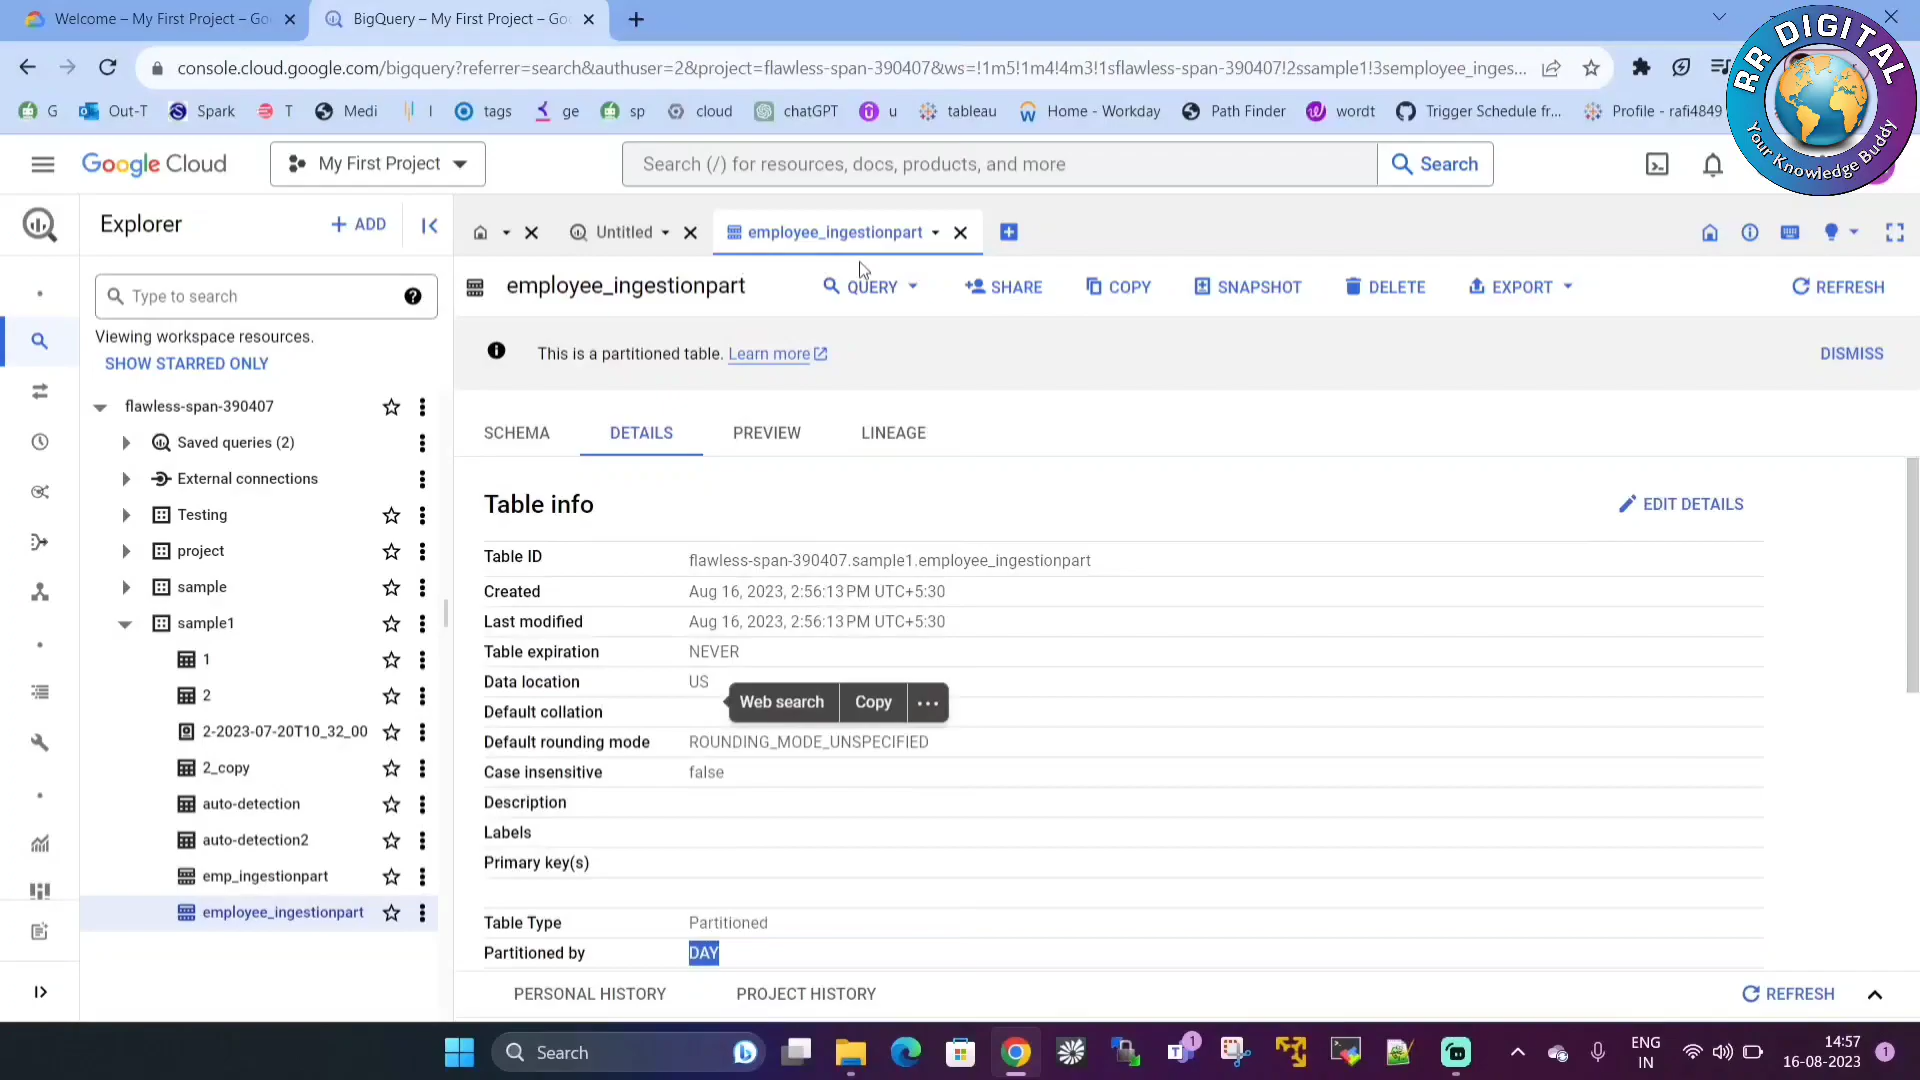 Welcome – My First Project – Go
BigQuery – My First Project – Go
console.cloud.google.com/bigquery?referrer=search&authuser=2&project=flawless-span-390407&ws=!1m5!1m4!4m3!1sflawless-span-390407!2ssample1!3semployee_inges...
G Out-T Spark T Medi I tags ge sp cloud chatGPT u tableau Home - Workday Path Finder wordt Trigger Schedule fr... Profile - rafi4849
RR DIGITAL
Your Knowledge Buddy
Google Cloud
My First Project
Search (/) for resources, docs, products, and more
Search
Explorer
+ ADD
Untitled
employee_ingestionpart
Type to search
Viewing workspace resources.
SHOW STARRED ONLY
flawless-span-390407
Saved queries (2)
External connections
Testing
project
sample
sample1
1
2
2-2023-07-20T10_32_00
2_copy
auto-detection
auto-detection2
emp_ingestionpart
employee_ingestionpart
employee_ingestionpart
QUERY SHARE COPY SNAPSHOT DELETE EXPORT REFRESH
This is a partitioned table. Learn more
DISMISS
SCHEMA DETAILS PREVIEW LINEAGE
Table info
EDIT DETAILS
Table ID flawless-span-390407.sample1.employee_ingestionpart
Created Aug 16, 2023, 2:56:13 PM UTC+5:30
Last modified Aug 16, 2023, 2:56:13 PM UTC+5:30
Table expiration NEVER
Data location US
Web search Copy ...
Default collation
Default rounding mode ROUNDING_MODE_UNSPECIFIED
Case insensitive false
Description
Labels
Primary key(s)
Table Type Partitioned
Partitioned by DAY
PERSONAL HISTORY PROJECT HISTORY
REFRESH
Search
1
ENG
IN
14:57
16-08-2023
1